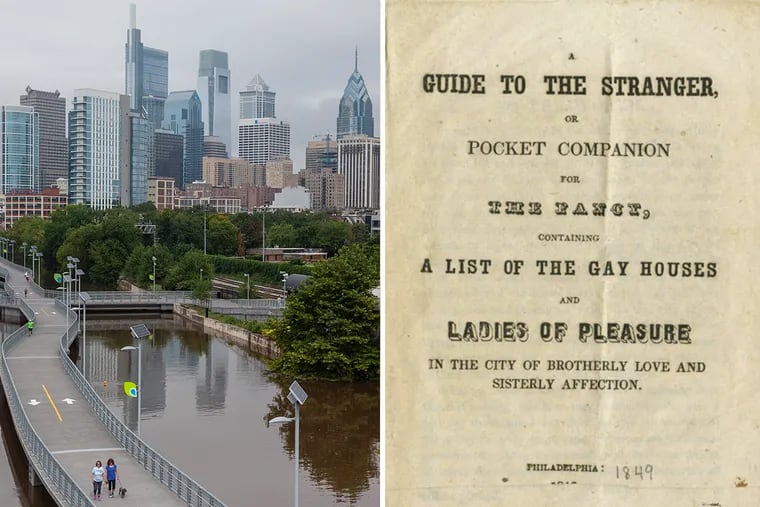 A
GUIDE TO THE STRANGER,
OR
POCKET COMPANION
FOR
THE FANCY,
CONTAINING
A LIST OF THE GAY HOUSES
AND
LADIES OF PLEASURE
IN THE CITY OF BROTHERLY LOVE AND
SISTERLY AFFECTION.
PHILADELPHIA: 1849